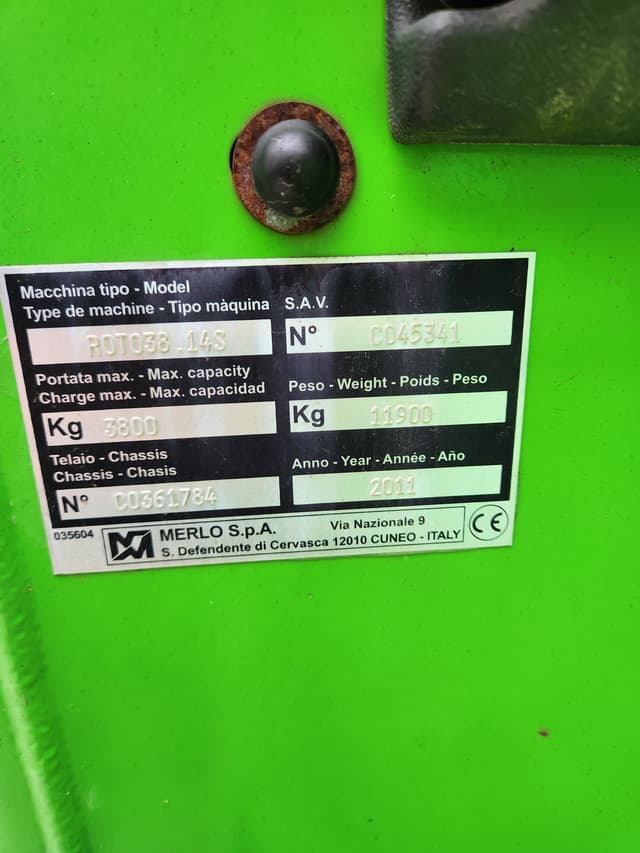 Macchina tipo - Model
Type de machine - Tipo màquina
ROTO38.14S
S.A.V.
N° C045341
Portata max. - Max. capacity
Charge max. - Max. capacidad
Kg 3800
Peso - Weight - Poids - Peso
Kg 11900
Telaio - Chassis
Chassis - Chasis
N° C0361784
Anno - Year - Année - Año
2011
035604
MERLO S.p.A. Via Nazionale 9
S. Defendente di Cervasca 12010 CUNEO - ITALY
CE